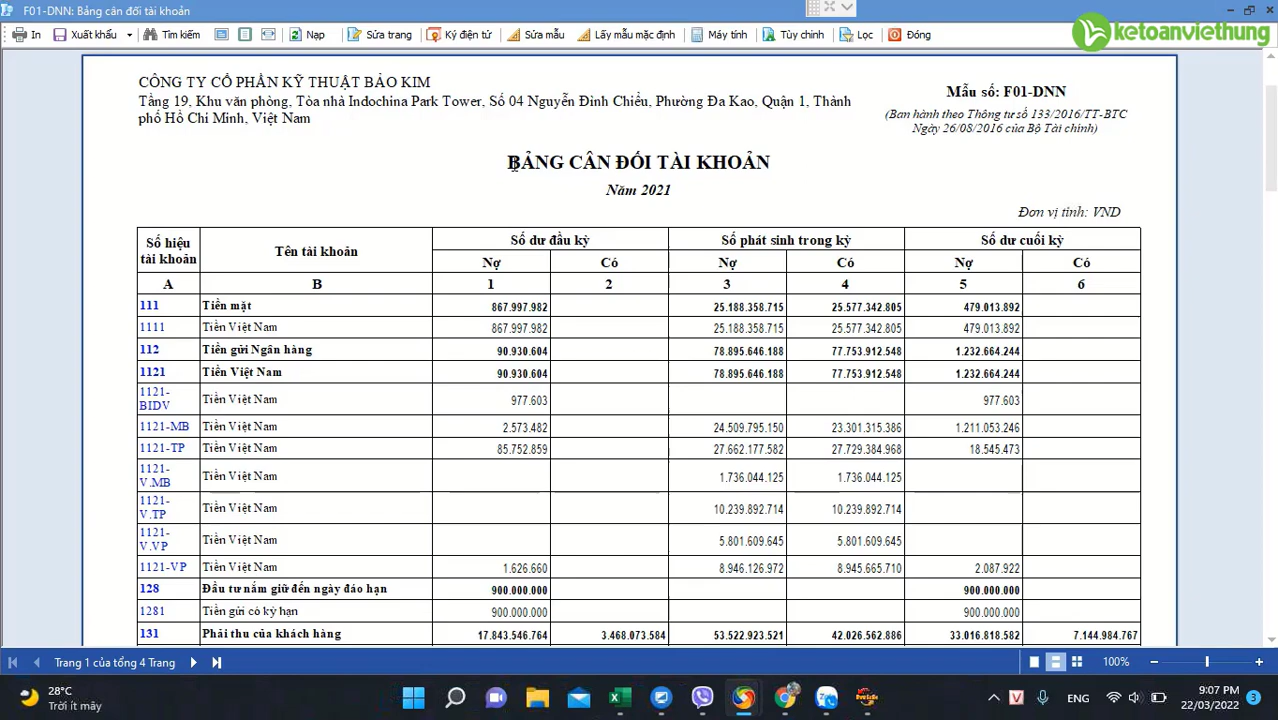 F01-DNN: Bảng cân đối tài khoản
In Xuất khẩu Tìm kiếm Nạp Sửa trang Ký điện tử Sửa mẫu Lấy mẫu mặc định Máy tính Tùy chỉnh Lọc Đóng
ketoanviethung
CÔNG TY CỔ PHẦN KỸ THUẬT BẢO KIM
Tầng 19, Khu văn phòng, Tòa nhà Indochina Park Tower, Số 04 Nguyễn Đình Chiểu, Phường Đa Kao, Quận 1, Thành
phố Hồ Chí Minh, Việt Nam
Mẫu số: F01-DNN
(Ban hành theo Thông tư số 133/2016/TT-BTC
Ngày 26/08/2016 của Bộ Tài chính)
BẢNG CÂN ĐỐI TÀI KHOẢN
Năm 2021
Đơn vị tính: VND
Số hiệu
tài khoản
Tên tài khoản
Số dư đầu kỳ Số phát sinh trong kỳ Số dư cuối kỳ
Nợ Có Nợ Có Nợ Có
A B 1 2 3 4 5 6
111 Tiền mặt 867.997.982 25.188.358.715 25.577.342.805 479.013.892
1111 Tiền Việt Nam 867.997.982 25.188.358.715 25.577.342.805 479.013.892
112 Tiền gửi Ngân hàng 90.930.604 78.895.646.188 77.753.912.548 1.232.664.244
1121 Tiền Việt Nam 90.930.604 78.895.646.188 77.753.912.548 1.232.664.244
1121-
BIDV Tiền Việt Nam 977.603 977.603
1121-MB Tiền Việt Nam 2.573.482 24.509.795.150 23.301.315.386 1.211.053.246
1121-TP Tiền Việt Nam 85.752.859 27.662.177.582 27.729.384.968 18.545.473
1121-
V.MB Tiền Việt Nam 1.736.044.125 1.736.044.125
1121-
V.TP Tiền Việt Nam 10.239.892.714 10.239.892.714
1121-
V.VP Tiền Việt Nam 5.801.609.645 5.801.609.645
1121-VP Tiền Việt Nam 1.626.660 8.946.126.972 8.945.665.710 2.087.922
128 Đầu tư nắm giữ đến ngày đáo hạn 900.000.000 900.000.000
1281 Tiền gửi có kỳ hạn 900.000.000 900.000.000
131 Phải thu của khách hàng 17.843.546.764 3.468.073.584 53.522.923.521 42.026.562.886 33.016.818.582 7.144.984.767
Trang 1 của tổng 4 Trang
100%
28°C
Trời ít mây
ENG
9:07 PM
22/03/2022
3